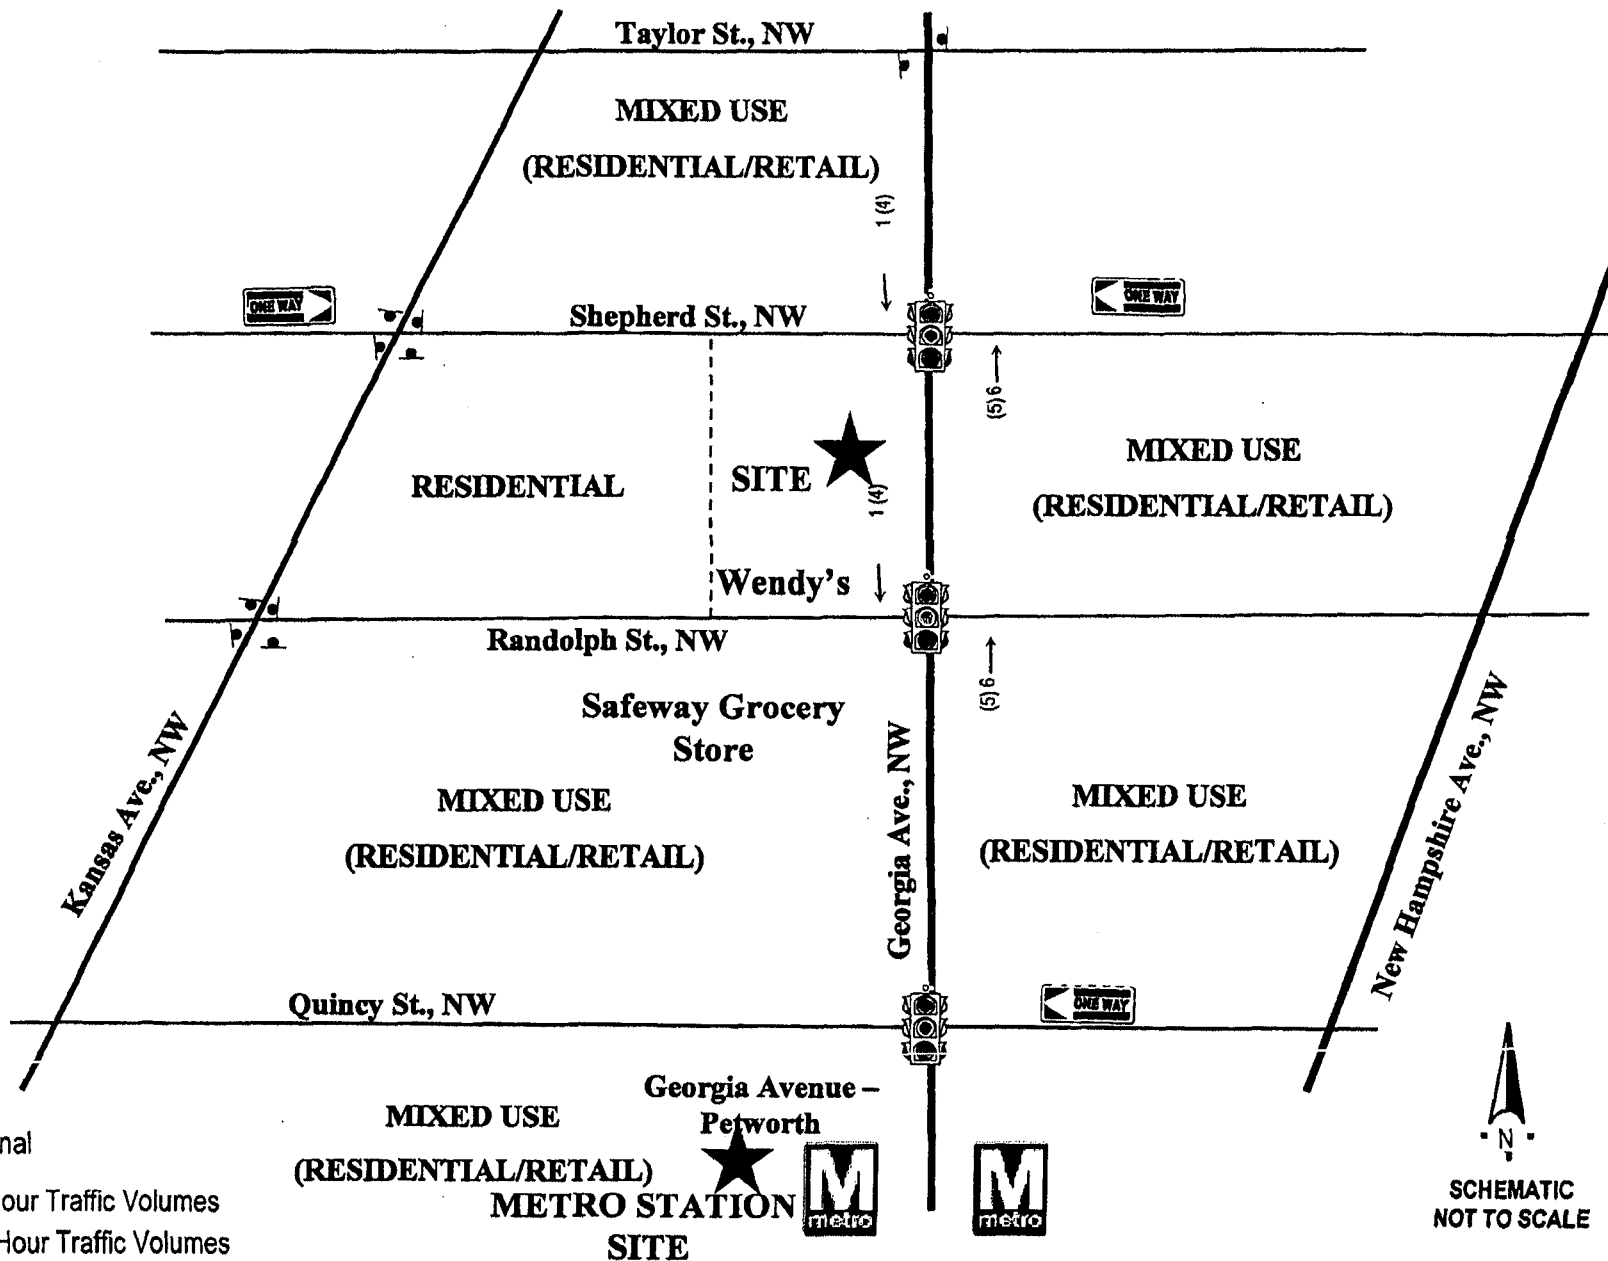 Taylor St., NW
MIXED USE
(RESIDENTIAL/RETAIL)
1 (4)
ONE WAY
Shepherd St., NW
ONE WAY
(5) 6
RESIDENTIAL
SITE
1 (4)
MIXED USE
(RESIDENTIAL/RETAIL)
Wendy's
Randolph St., NW
(5) 6
Safeway Grocery
Store
Kansas Ave., NW
MIXED USE
(RESIDENTIAL/RETAIL)
Georgia Ave., NW
MIXED USE
(RESIDENTIAL/RETAIL)
New Hampshire Ave., NW
Quincy St., NW
ONE WAY
Georgia Avenue –
Petworth
MIXED USE
(RESIDENTIAL/RETAIL)
METRO STATION
SITE
M
metro
M
metro
N
SCHEMATIC
NOT TO SCALE
nal
our Traffic Volumes
Hour Traffic Volumes